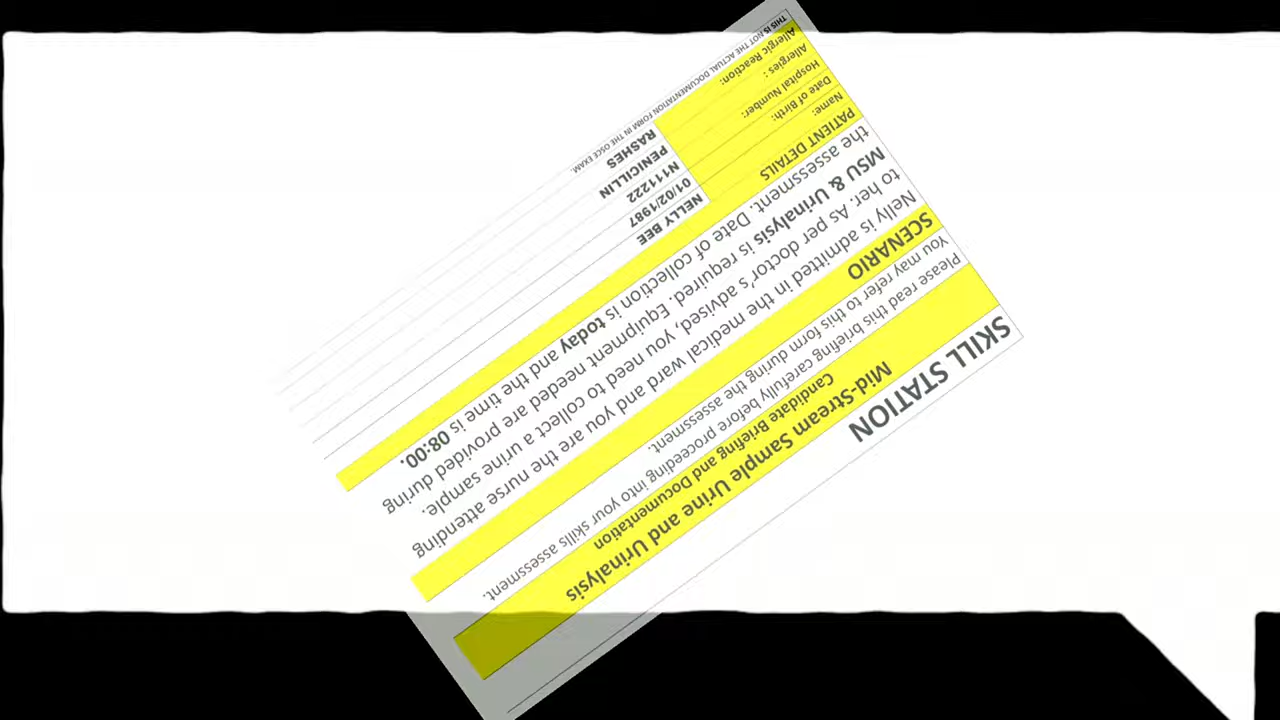 SKILL STATION
Mid-Stream Sample Urine and Urinalysis
Candidate Briefing and Documentation
Please read this briefing carefully before proceeding into your skills assessment.
You may refer to this form during the assessment.
SCENARIO
Nelly is admitted in the medical ward and you are the nurse attending
to her. As per doctor's advised, you need to collect a urine sample.
MSU & Urinalysis is required. Equipment needed are provided during
the assessment. Date of collection is today and the time is 08:00.
PATIENT DETAILS
Name: NELLY BEE
Date of Birth: 01/02/1987
Hospital Number: N111222
Allergies : PENICILLIN
Allergic Reaction: RASHES
THIS IS NOT THE ACTUAL DOCUMENTATION FORM IN THE OSCE EXAM.